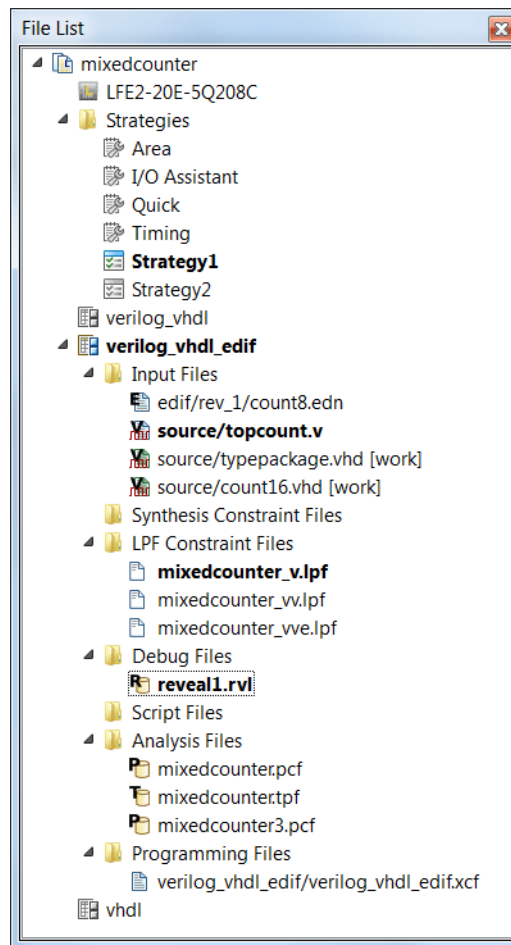 File List
mixedcounter
LFE2-20E-5Q208C
Strategies
Area
I/O Assistant
Quick
Timing
Strategy1
Strategy2
verilog_vhdl
verilog_vhdl_edif
Input Files
edif/rev_1/count8.edn
source/topcount.v
source/typepackage.vhd [work]
source/count16.vhd [work]
Synthesis Constraint Files
LPF Constraint Files
mixedcounter_v.lpf
mixedcounter_vv.lpf
mixedcounter_vve.lpf
Debug Files
reveal1.rvl
Script Files
Analysis Files
mixedcounter.pcf
mixedcounter.tpf
mixedcounter3.pcf
Programming Files
verilog_vhdl_edif/verilog_vhdl_edif.xcf
vhdl